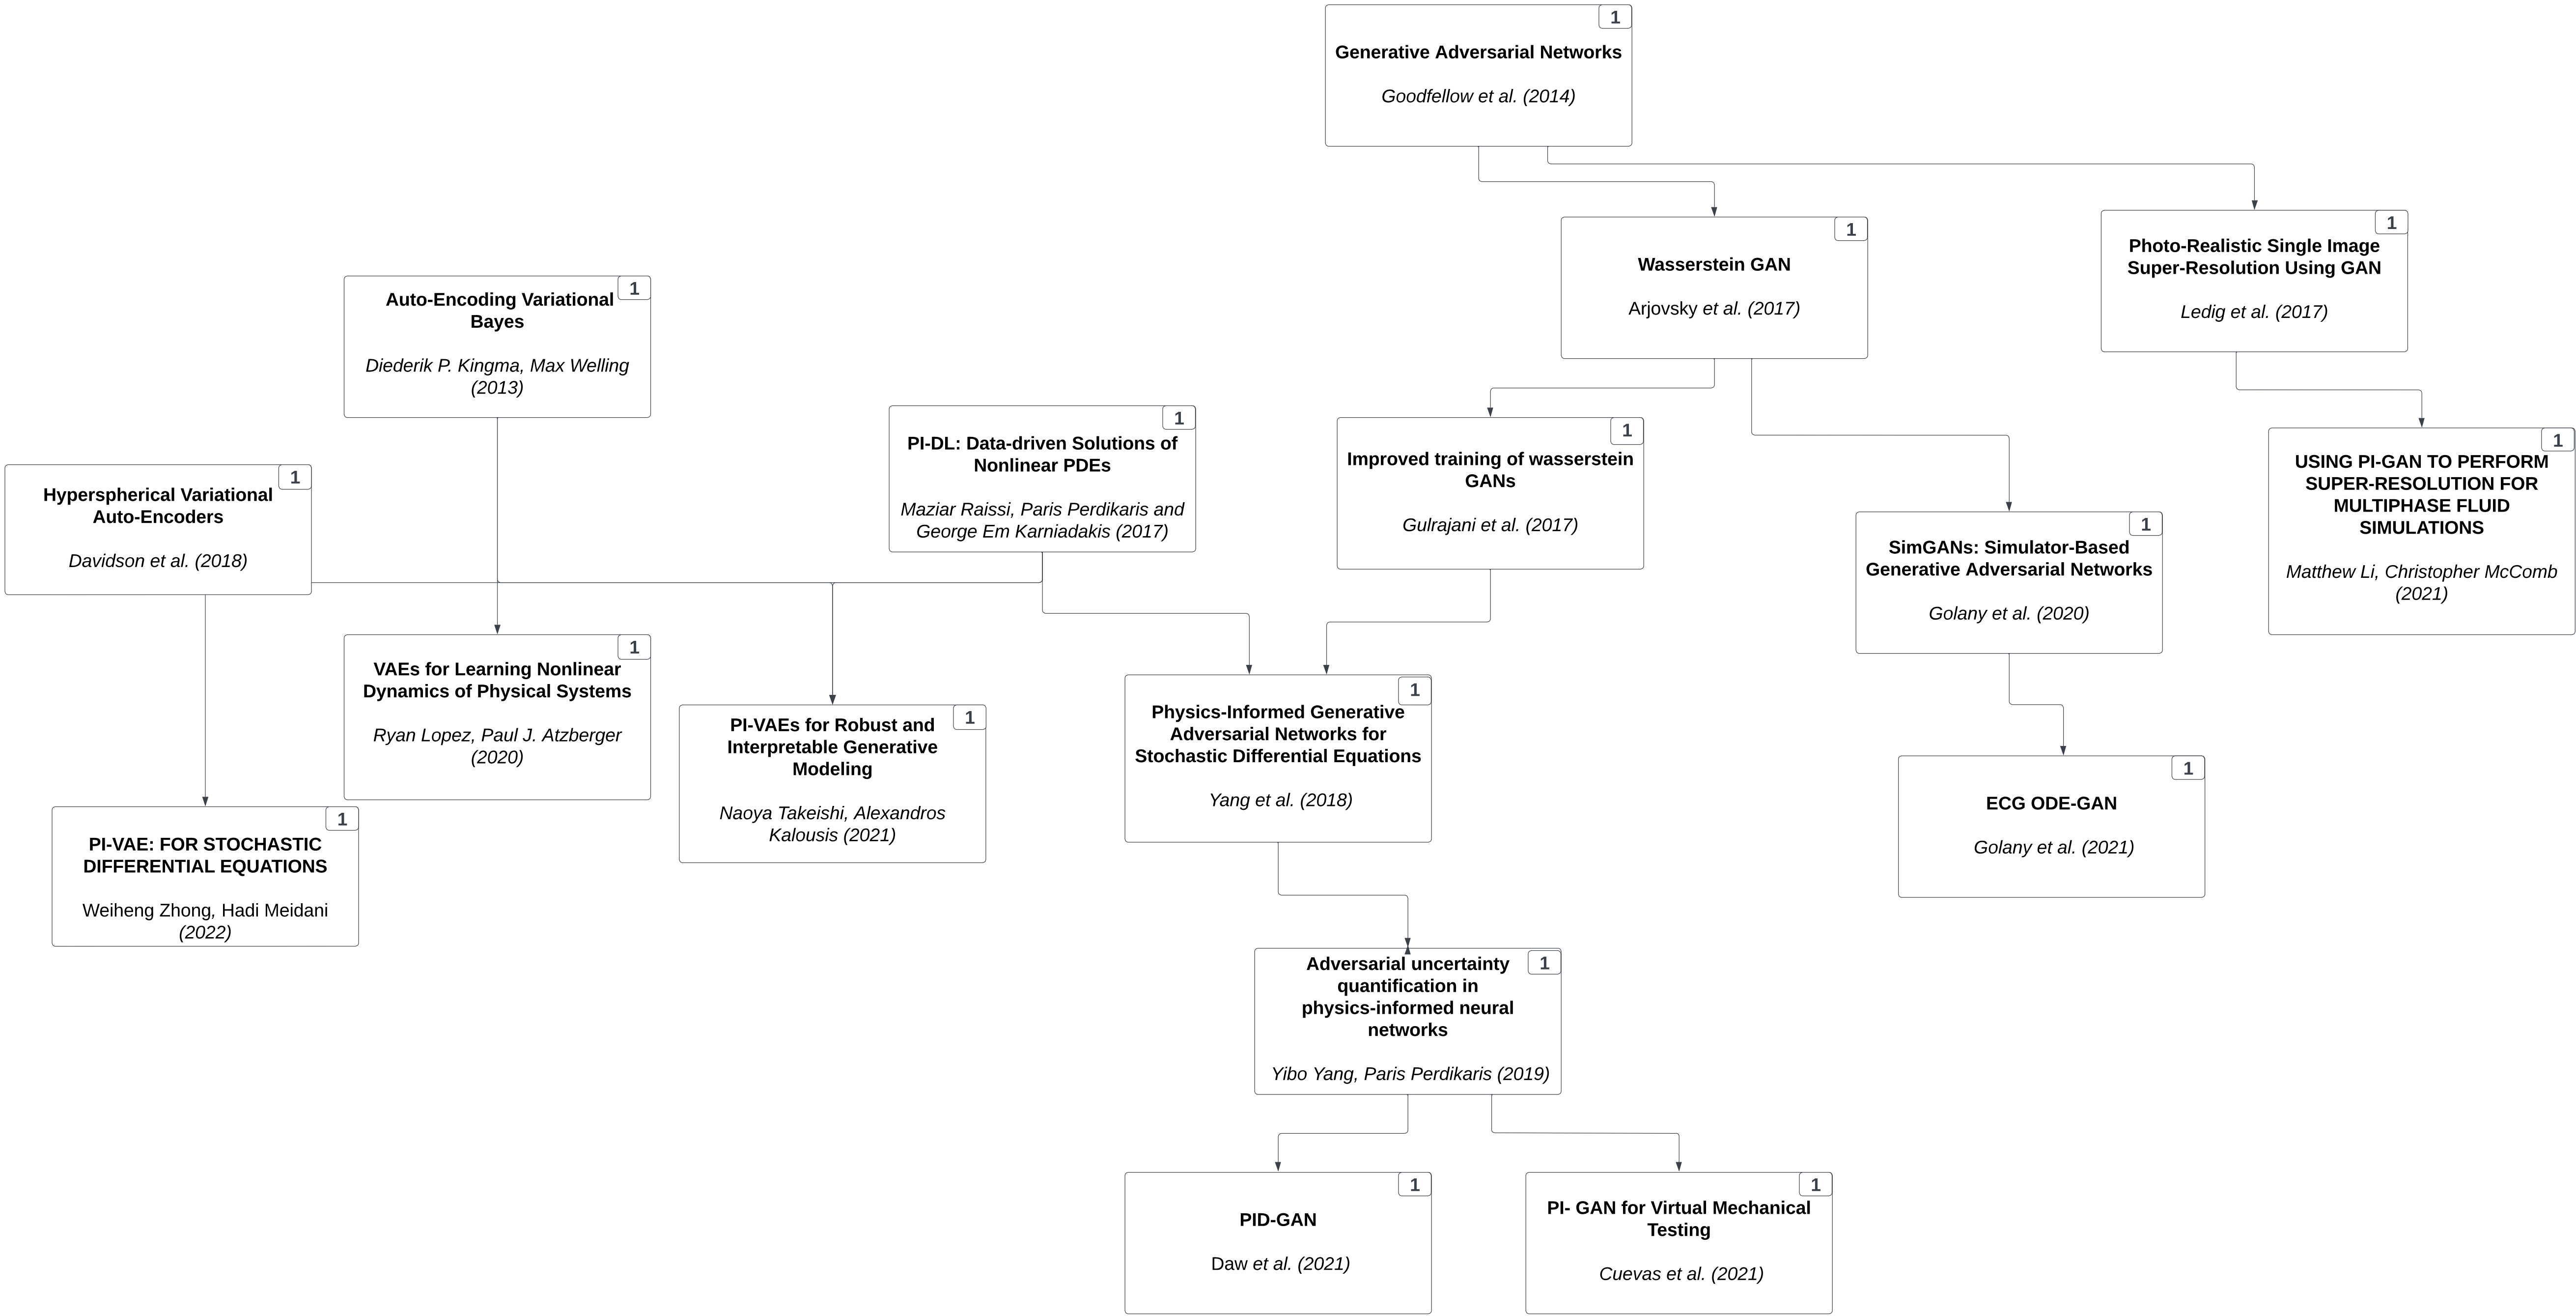 1
Generative Adversarial Networks
Goodfellow et al. (2014)
1
Wasserstein GAN
Arjovsky et al. (2017)
1
Photo-Realistic Single Image
Super-Resolution Using GAN
Ledig et al. (2017)
1
Auto-Encoding Variational
Bayes
Diederik P. Kingma, Max Welling
(2013)
1
PI-DL: Data-driven Solutions of
Nonlinear PDEs
Maziar Raissi, Paris Perdikaris and
George Em Karniadakis (2017)
1
Improved training of wasserstein
GANs
Gulrajani et al. (2017)
1
USING PI-GAN TO PERFORM
SUPER-RESOLUTION FOR
MULTIPHASE FLUID
SIMULATIONS
Matthew Li, Christopher McComb
(2021)
1
Hyperspherical Variational
Auto-Encoders
Davidson et al. (2018)
1
SimGANs: Simulator-Based
Generative Adversarial Networks
Golany et al. (2020)
1
VAEs for Learning Nonlinear
Dynamics of Physical Systems
Ryan Lopez, Paul J. Atzberger
(2020)
1
PI-VAEs for Robust and
Interpretable Generative
Modeling
Naoya Takeishi, Alexandros
Kalousis (2021)
1
Physics-Informed Generative
Adversarial Networks for
Stochastic Differential Equations
Yang et al. (2018)
1
ECG ODE-GAN
Golany et al. (2021)
1
PI-VAE: FOR STOCHASTIC
DIFFERENTIAL EQUATIONS
Weiheng Zhong, Hadi Meidani
(2022)
1
Adversarial uncertainty
quantification in
physics-informed neural
networks
Yibo Yang, Paris Perdikaris (2019)
1
PID-GAN
Daw et al. (2021)
1
PI- GAN for Virtual Mechanical
Testing
Cuevas et al. (2021)